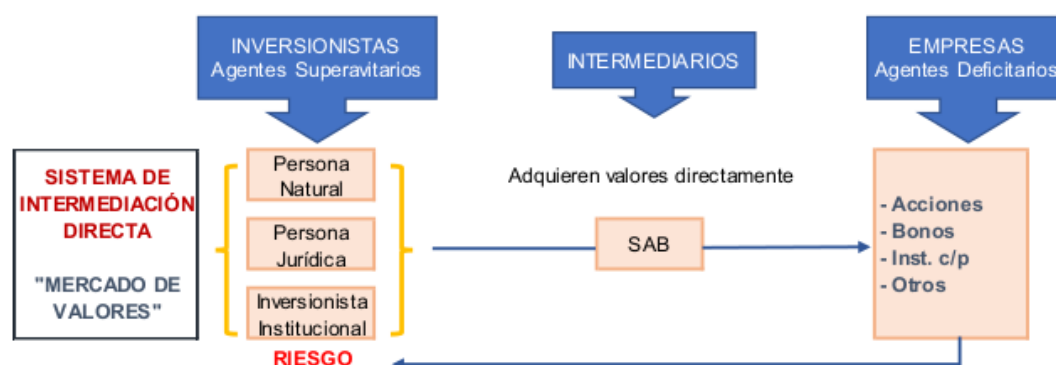 INVERSIONISTAS
Agentes Superavitarios
INTERMEDIARIOS
EMPRESAS
Agentes Deficitarios
SISTEMA DE
INTERMEDIACIÓN
DIRECTA
"MERCADO DE
VALORES"
Persona
Natural
Persona
Jurídica
Inversionista
Institucional
RIESGO
Adquieren valores directamente
SAB
- Acciones
- Bonos
- Inst. c/p
- Otros